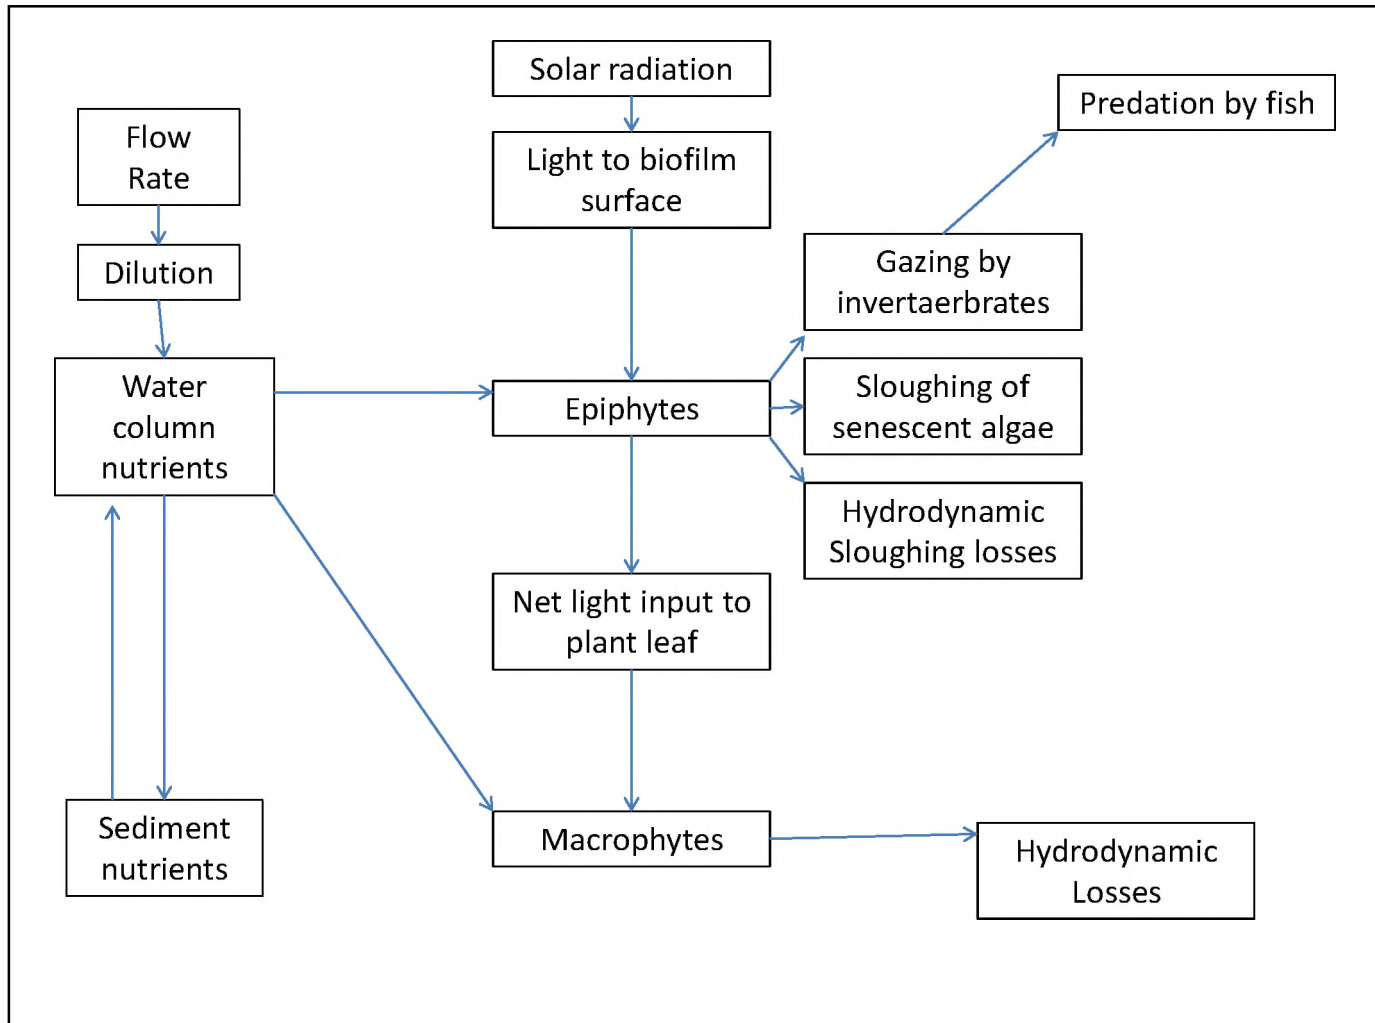 Solar radiation
Predation by fish
Flow
Rate
Light to biofilm
surface
Dilution
Gazing by
invertaerbrates
Water
column
nutrients
Epiphytes
Sloughing of
senescent algae
Hydrodynamic
Sloughing losses
Net light input to
plant leaf
Sediment
nutrients
Macrophytes
Hydrodynamic
Losses